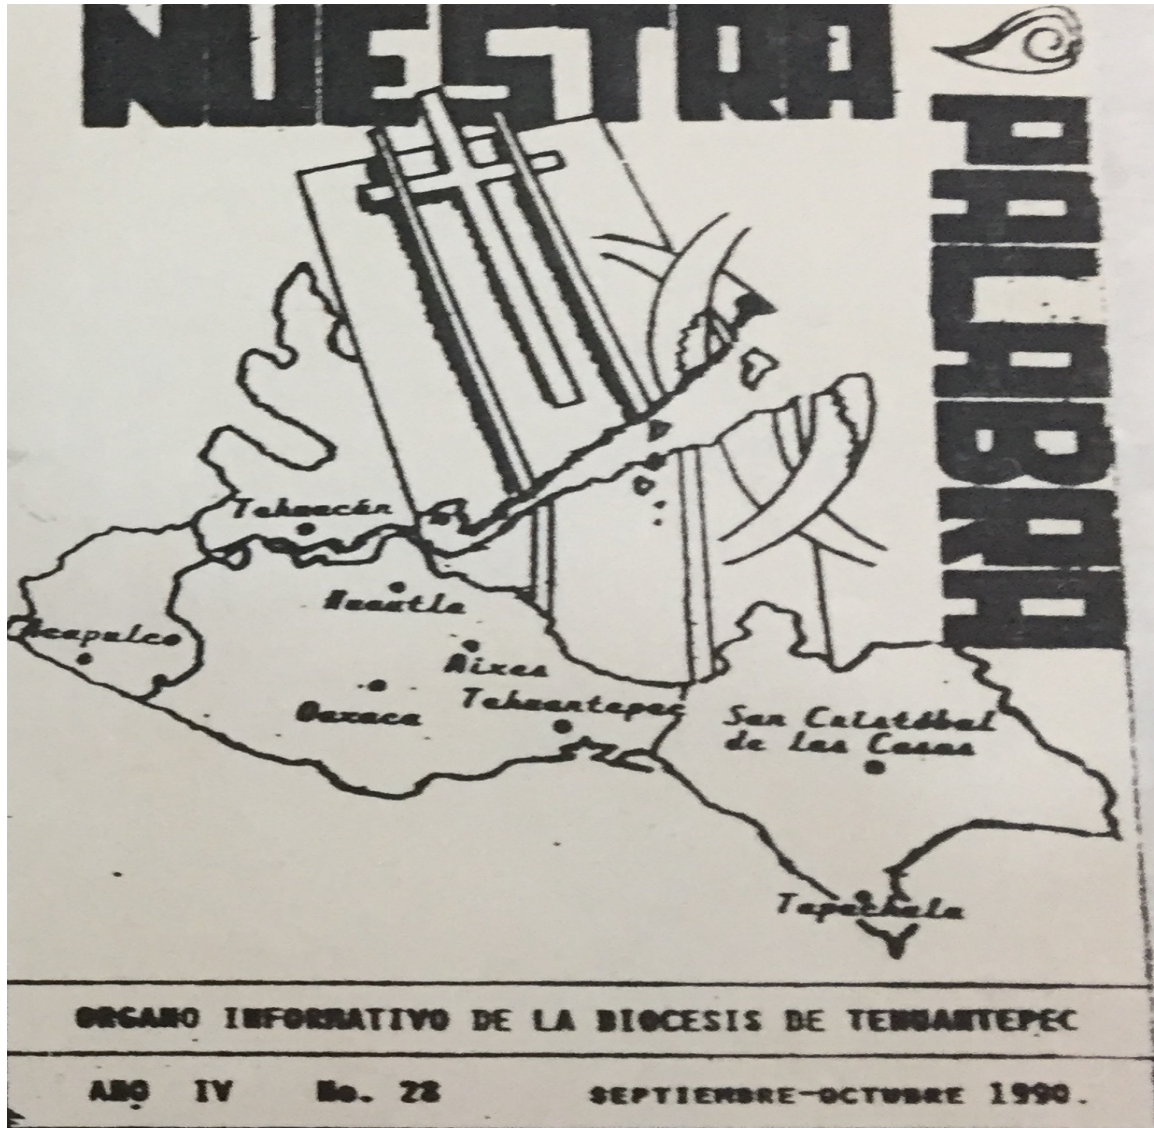 NUESTRA
PALABRA
Tehuacán
Huautla
Acapulco
Mixes
Oaxaca
Tehuantepec
San Cristóbal
de las Casas
Tapachula
ORGANO INFORMATIVO DE LA DIOCESIS DE TEHUANTEPEC
AÑO IV No. 28 SEPTIEMBRE-OCTUBRE 1990.